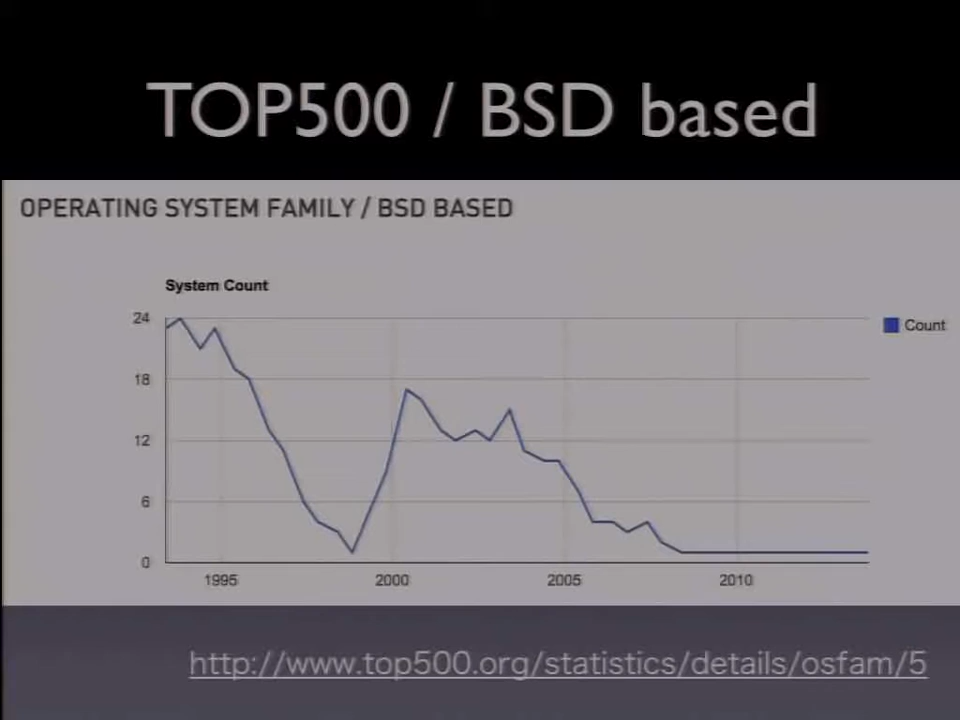 TOP500 / BSD based
OPERATING SYSTEM FAMILY / BSD BASED
System Count
24
Count
18
12
6
0
1995 2000 2005 2010
http://www.top500.org/statistics/details/osfam/5